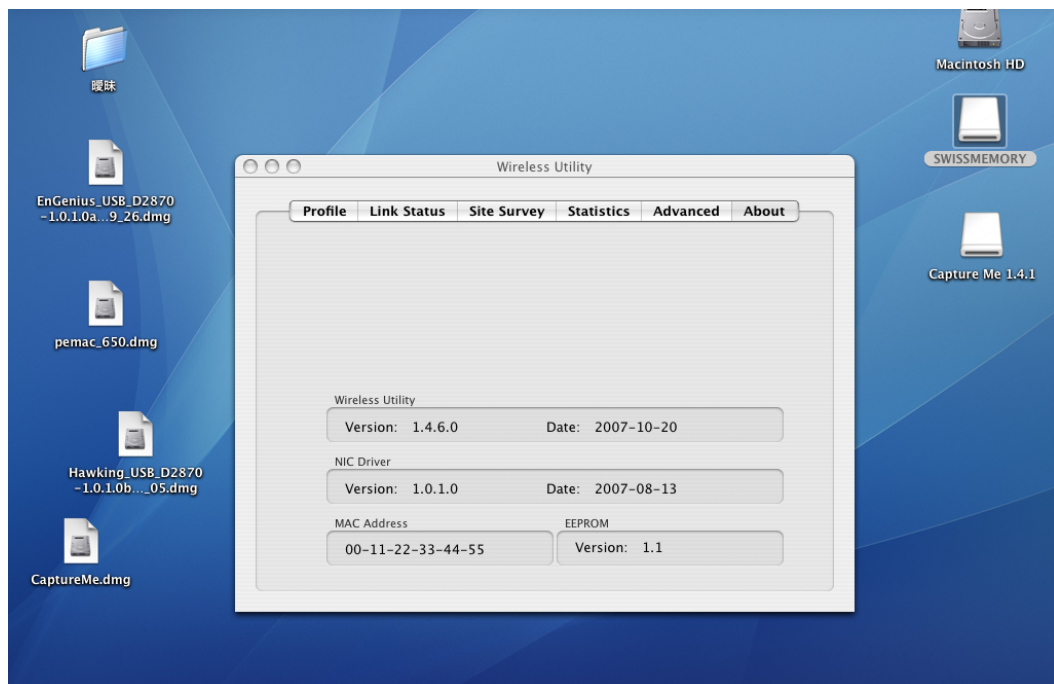 曖昧
EnGenius_USB_D2870
-1.0.1.0a...9_26.dmg
pemac_650.dmg
Hawking_USB_D2870
-1.0.1.0b..._05.dmg
CaptureMe.dmg
Wireless Utility
Profile Link Status Site Survey Statistics Advanced About
Wireless Utility
Version: 1.4.6.0 Date: 2007-10-20
NIC Driver
Version: 1.0.1.0 Date: 2007-08-13
MAC Address EEPROM
00-11-22-33-44-55 Version: 1.1
Macintosh HD
SWISSMEMORY
Capture Me 1.4.1